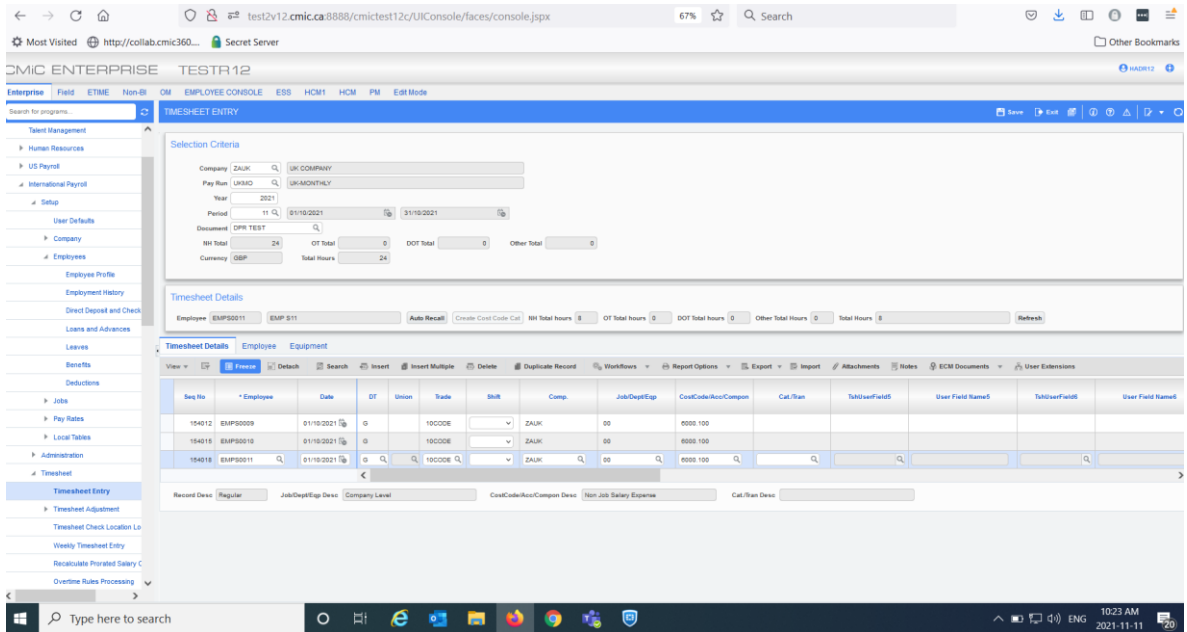 test2v12.cmic.ca:8888/cmictest12c/UIConsole/faces/console.jspx 67% Search
Most Visited http://collab.cmic360.... Secret Server Other Bookmarks
CMiC ENTERPRISE TESTR12 HADR12
Enterprise Field ETIME Non-BI OM EMPLOYEE CONSOLE ESS HCM1 HCM PM Edit Mode
Search for programs... TIMESHEET ENTRY Save Exit
Talent Management
Human Resources
US Payroll
International Payroll
Setup
User Defaults
Company
Employees
Employee Profile
Employment History
Direct Deposit and Check
Loans and Advances
Leaves
Benefits
Deductions
Jobs
Pay Rates
Local Tables
Administration
Timesheet
Timesheet Entry
Timesheet Adjustment
Timesheet Check Location Lo
Weekly Timesheet Entry
Recalculate Prorated Salary C
Overtime Rules Processing
Selection Criteria
Company ZAUK UK COMPANY
Pay Run UKMO UK-MONTHLY
Year 2021
Period 11 01/10/2021 31/10/2021
Document DPR TEST
NH Total 24 OT Total 0 DOT Total 0 Other Total 0
Currency GBP Total Hours 24
Timesheet Details
Employee EMPS0011 EMP S11 Auto Recall Create Cost Code Cat NH Total hours 8 OT Total hours 0 DOT Total hours 0 Other Total Hours 0 Total Hours 8 Refresh
Timesheet Details Employee Equipment
View Freeze Detach Search Insert Insert Multiple Delete Duplicate Record Workflows Report Options Export Import Attachments Notes ECM Documents User Extensions
Seq No * Employee Date DT Union Trade Shift Comp. Job/Dept/Eqp CostCode/Acc/Compon Cat./Tran TshUserField5 User Field Name5 TshUserField6 User Field Name6
154012 EMPS0009 01/10/2021 G 10CODE ZAUK 00 6000.100
154015 EMPS0010 01/10/2021 G 10CODE ZAUK 00 6000.100
154018 EMPS0011 01/10/2021 G 10CODE ZAUK 00 6000.100
Record Desc Regular Job/Dept/Eqp Desc Company Level CostCode/Acc/Compon Desc Non Job Salary Expense Cat./Tran Desc
Type here to search ENG 10:23 AM
2021-11-11 20